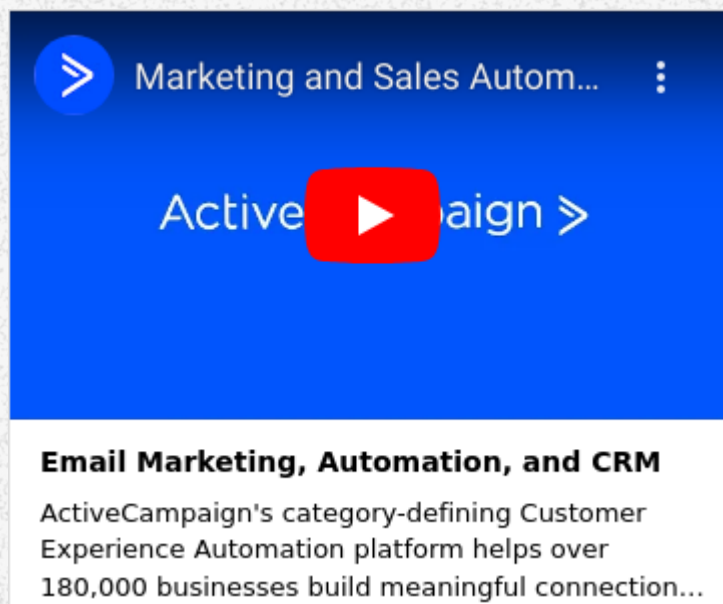 Marketing and Sales Autom...
Active paign
Email Marketing, Automation, and CRM
ActiveCampaign's category-defining Customer
Experience Automation platform helps over
180,000 businesses build meaningful connection...